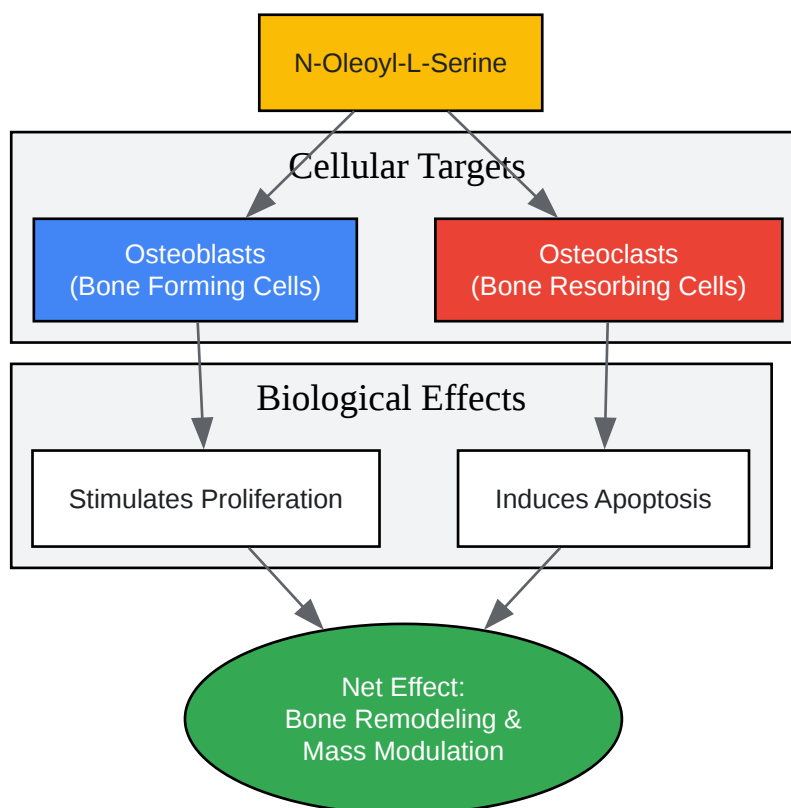 N-Oleoyl-L-Serine
Cellular Targets
Osteoblasts
(Bone Forming Cells)
Osteoclasts
(Bone Resorbing Cells)
Biological Effects
Stimulates Proliferation
Induces Apoptosis
Net Effect:
Bone Remodeling &
Mass Modulation